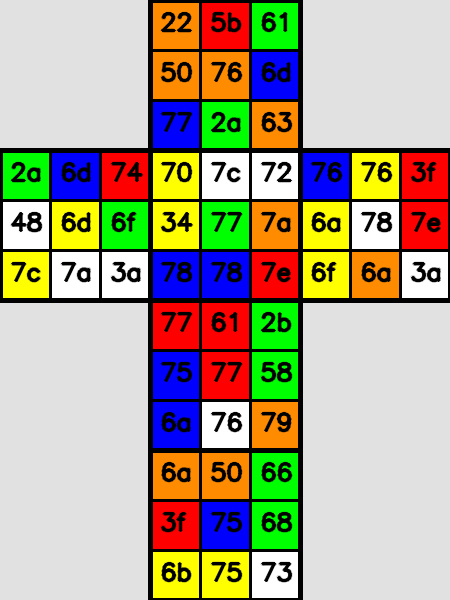 22 5b 61
50 76 6d
77 2a 63
2a 6d 74 70 7c 72 76 76 3f
48 6d 6f 34 77 7a 6a 78 7e
7c 7a 3a 78 78 7e 6f 6a 3a
77 61 2b
75 77 58
6a 76 79
6a 50 66
3f 75 68
6b 75 73